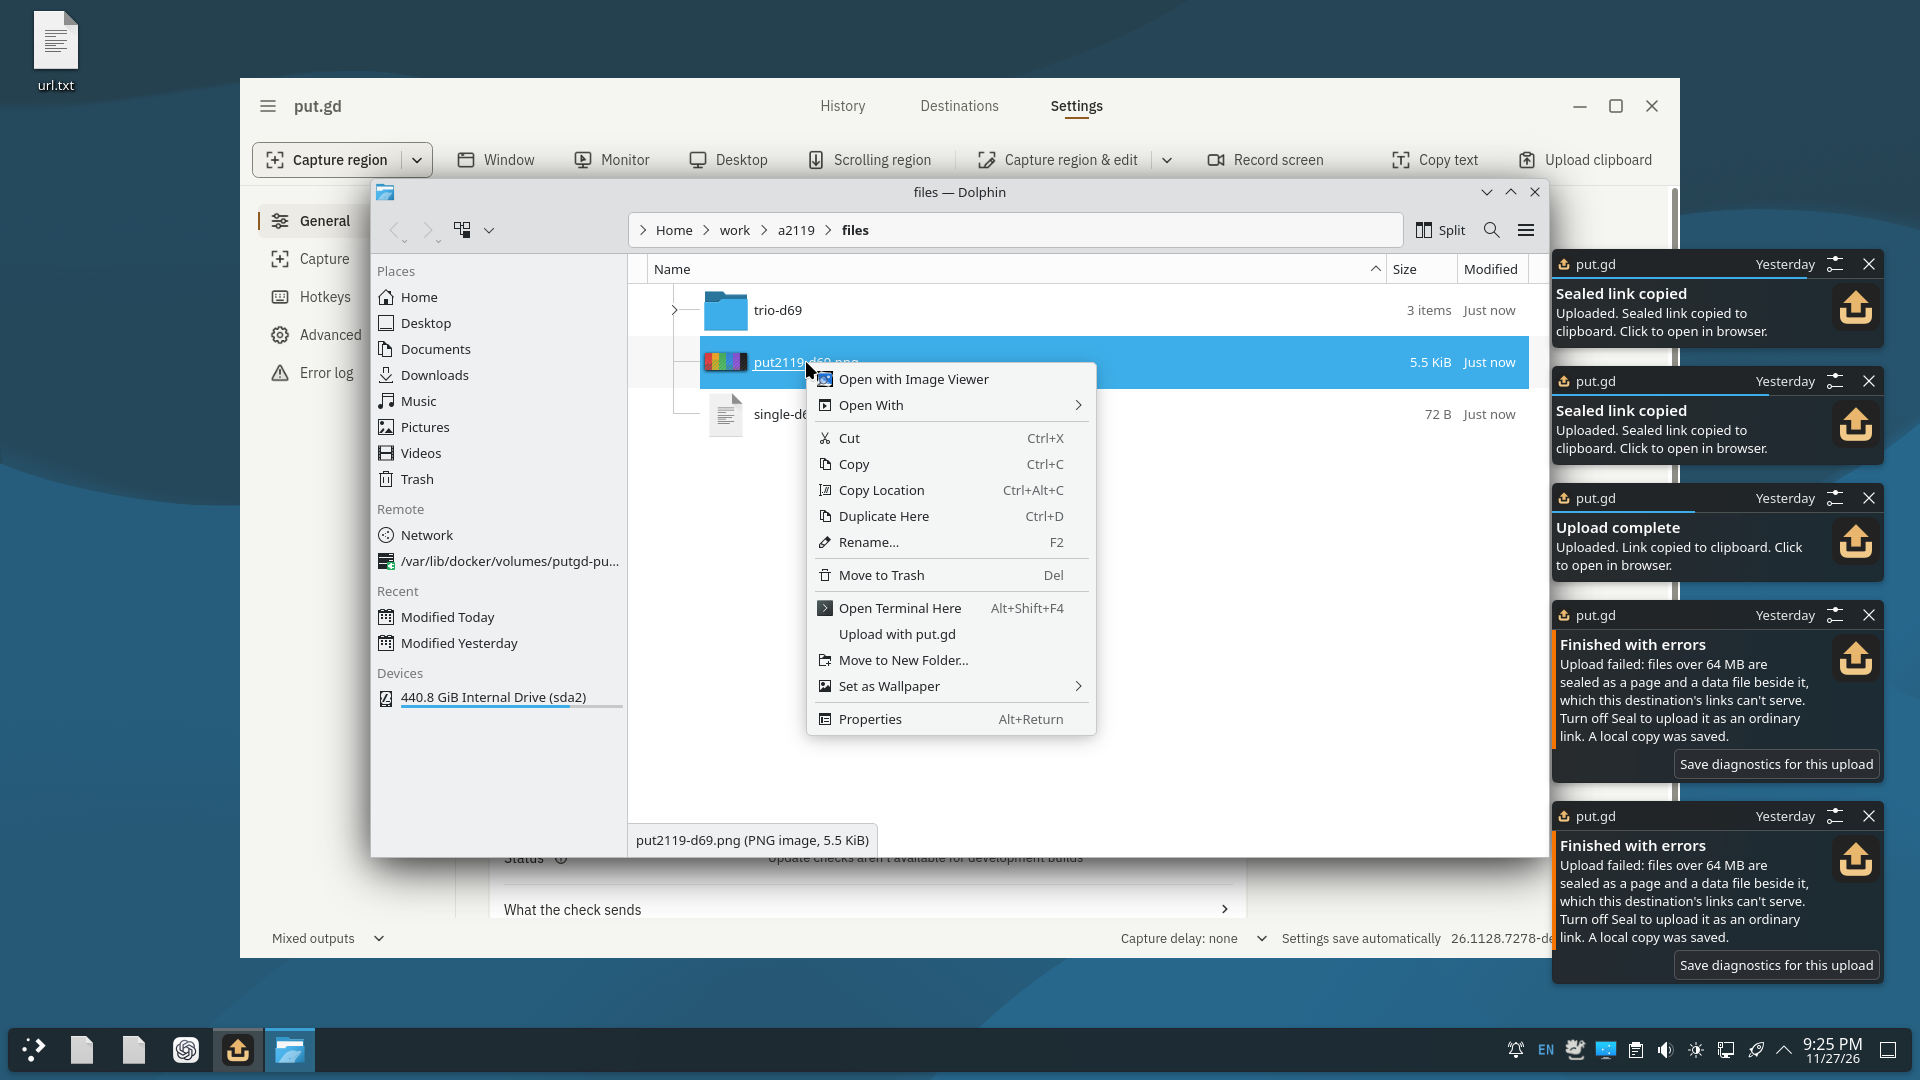 url.txt
put.gd
History
Destinations
Settings
Capture region
Window
Monitor
Desktop
Scrolling region
Capture region & edit
Record screen
Copy text
Upload clipboard
General
Capture
Hotkeys
Advanced
Error log
files — Dolphin
Home
work
a2119
files
Split
Places
Home
Desktop
Documents
Downloads
Music
Pictures
Videos
Trash
Remote
Network
/var/lib/docker/volumes/putgd-pu...
Recent
Modified Today
Modified Yesterday
Devices
440.8 GiB Internal Drive (sda2)
Name
Size
Modified
trio-d69
3 items
Just now
put2119-d69.png
5.5 KiB
Just now
single-d6
72 B
Just now
Open with Image Viewer
Open With
Cut
Ctrl+X
Copy
Ctrl+C
Copy Location
Ctrl+Alt+C
Duplicate Here
Ctrl+D
Rename...
F2
Move to Trash
Del
Open Terminal Here
Alt+Shift+F4
Upload with put.gd
Move to New Folder...
Set as Wallpaper
Properties
Alt+Return
put2119-d69.png (PNG image, 5.5 KiB)
Status
Update checks aren't available for development builds
What the check sends
Mixed outputs
Capture delay: none
Settings save automatically
26.1128.7278-de
put.gd
Yesterday
Sealed link copied
Uploaded. Sealed link copied to
clipboard. Click to open in browser.
put.gd
Yesterday
Sealed link copied
Uploaded. Sealed link copied to
clipboard. Click to open in browser.
put.gd
Yesterday
Upload complete
Uploaded. Link copied to clipboard. Click
to open in browser.
put.gd
Yesterday
Finished with errors
Upload failed: files over 64 MB are
sealed as a page and a data file beside it,
which this destination's links can't serve.
Turn off Seal to upload it as an ordinary
link. A local copy was saved.
Save diagnostics for this upload
put.gd
Yesterday
Finished with errors
Upload failed: files over 64 MB are
sealed as a page and a data file beside it,
which this destination's links can't serve.
Turn off Seal to upload it as an ordinary
link. A local copy was saved.
Save diagnostics for this upload
EN
9:25 PM
11/27/26